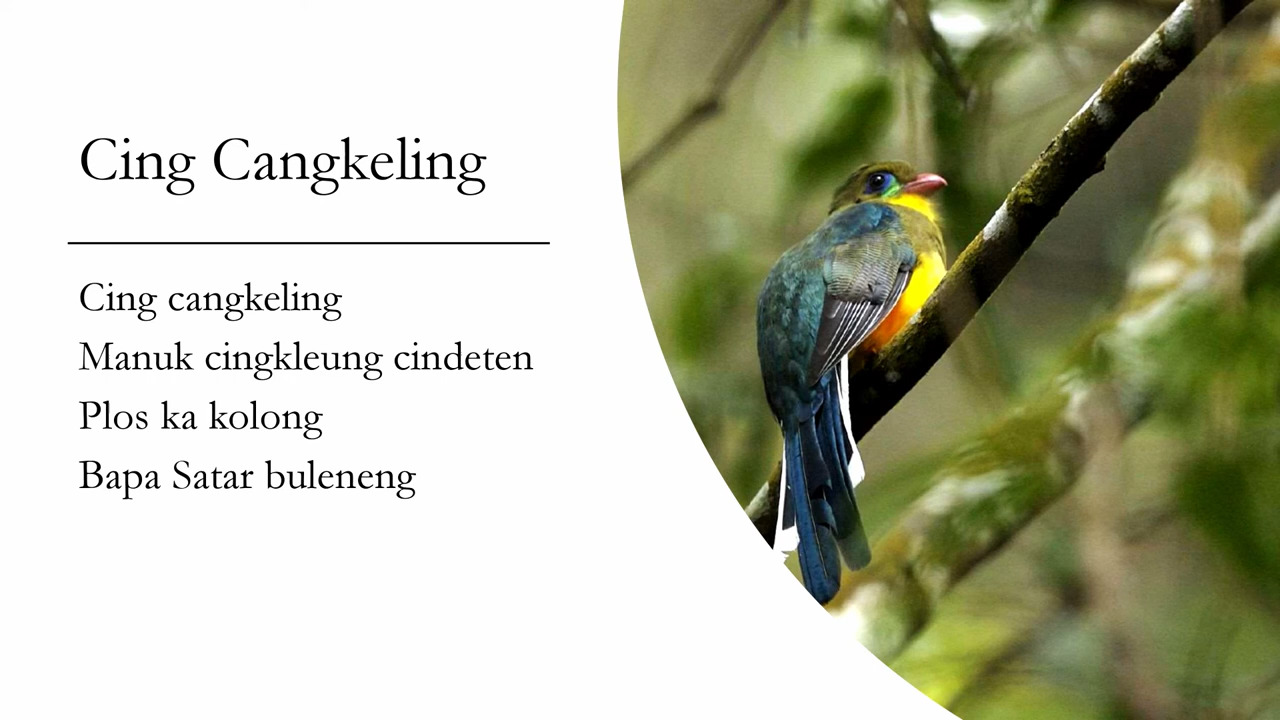 Cing Cangkeling
Cing cangkeling
Manuk cingkleung cindeten
Plos ka kolong
Bapa Satar buleneng